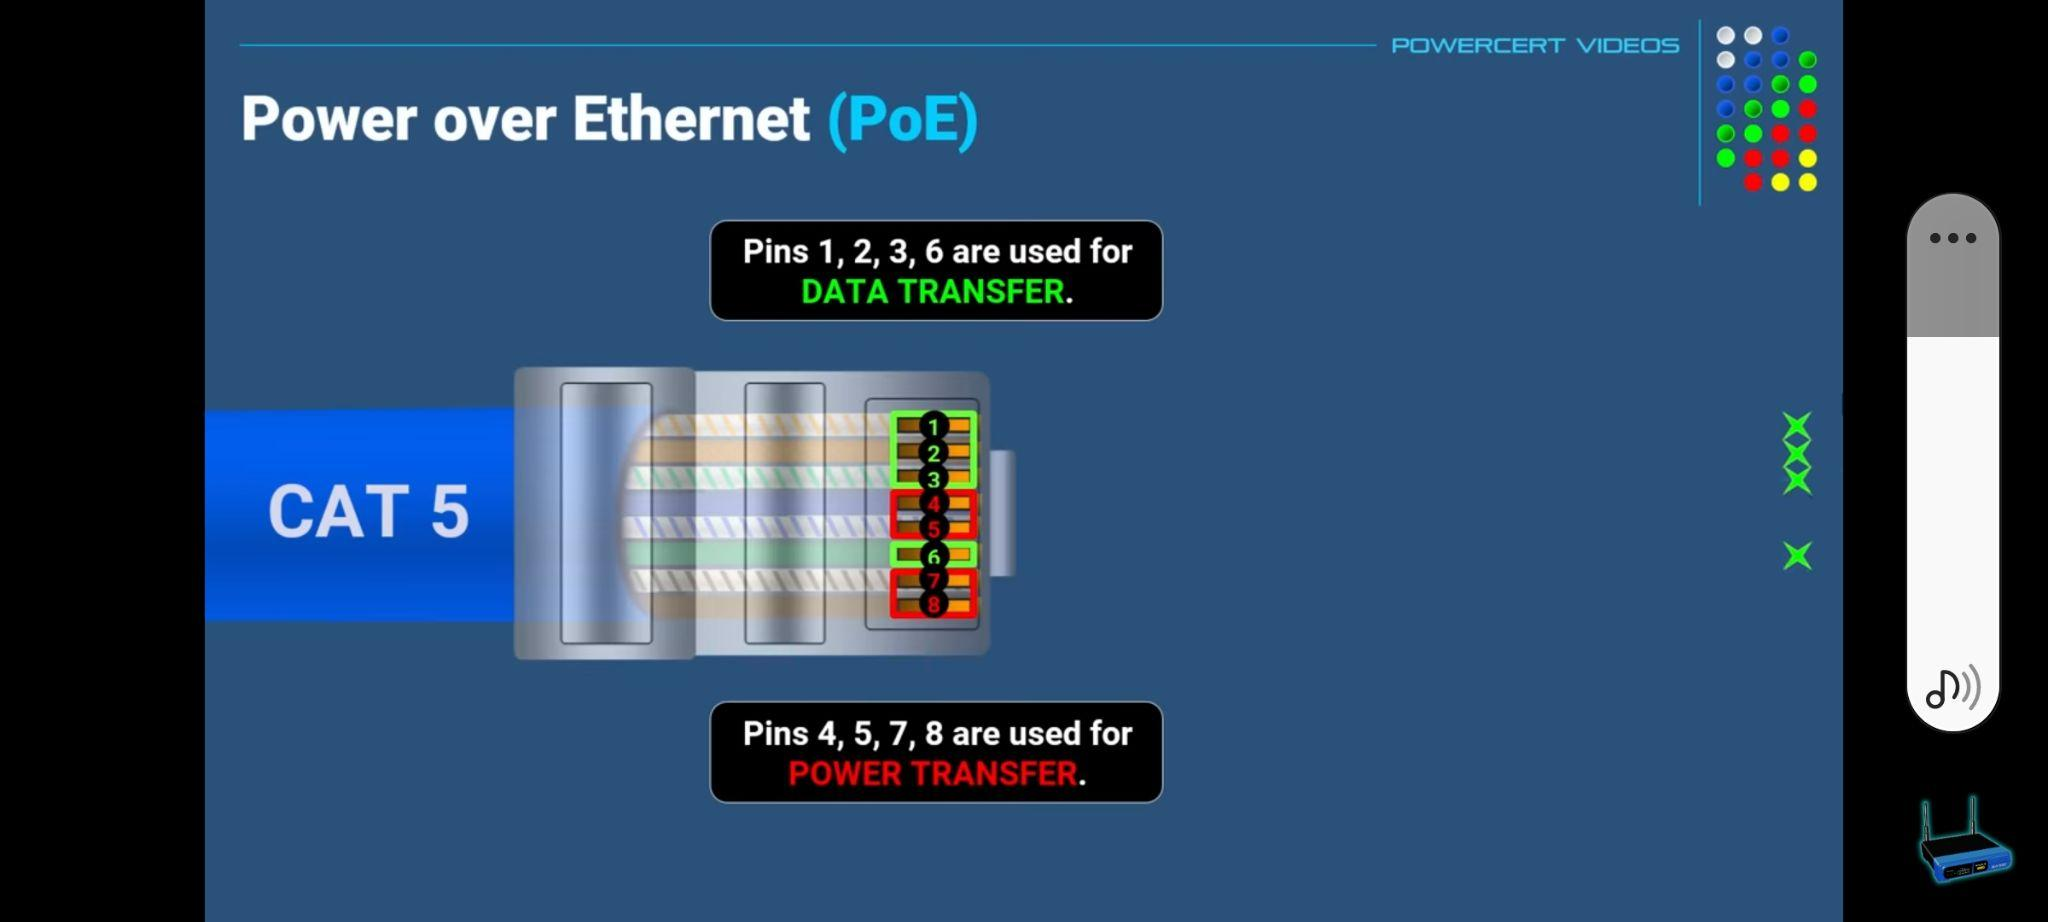 POWERCERT VIDEOS
Power over Ethernet (PoE)
Pins 1, 2, 3, 6 are used for
DATA TRANSFER.
CAT 5
1
2
3
4
5
6
7
8
Pins 4, 5, 7, 8 are used for
POWER TRANSFER.